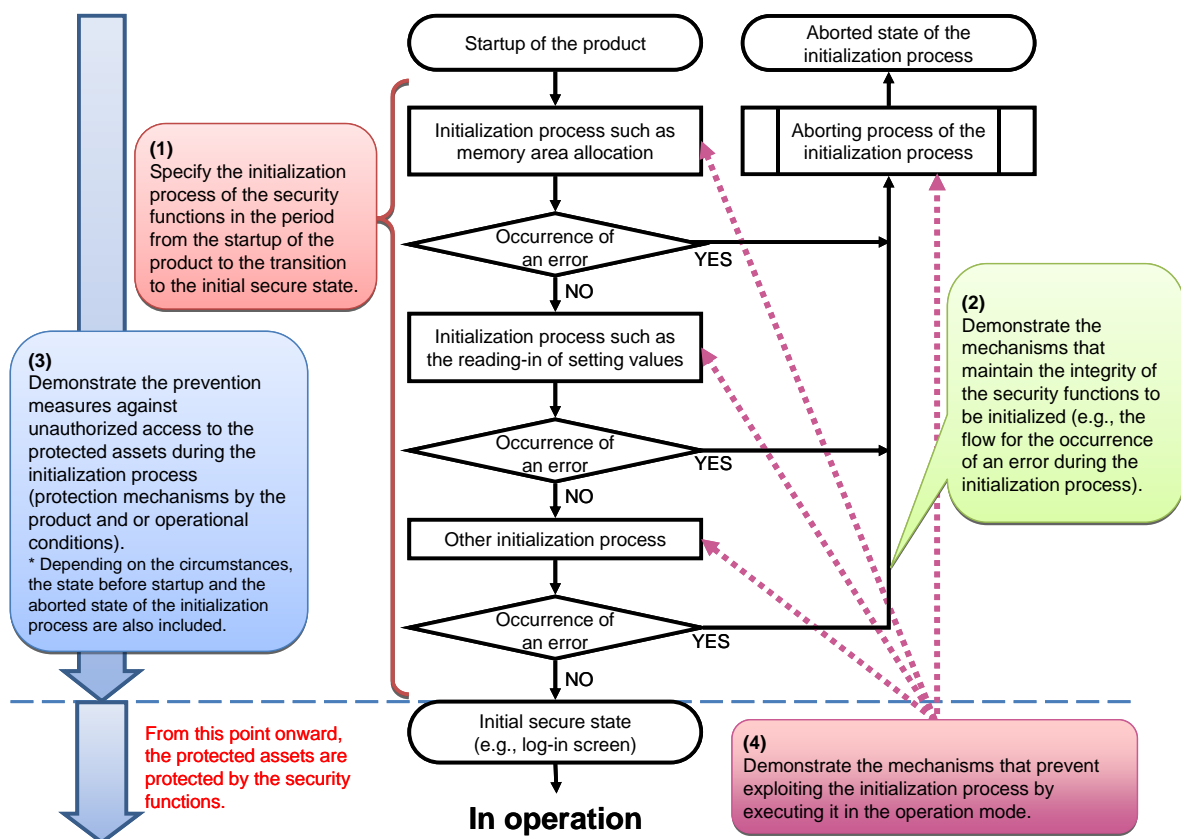 Startup of the product
Aborted state of the
initialization process
(1)
Specify the initialization
process of the security
functions in the period
from the startup of the
product to the transition
to the initial secure state.
Initialization process such as
memory area allocation
Aborting process of the
initialization process
Occurrence of
an error
YES
NO
Initialization process such as
the reading-in of setting values
(2)
Demonstrate the
mechanisms that
maintain the integrity of
the security functions to
be initialized (e.g., the
flow for the occurrence
of an error during the
initialization process).
(3)
Demonstrate the prevention
measures against
unauthorized access to the
protected assets during the
initialization process
(protection mechanisms by the
product and or operational
conditions).
* Depending on the circumstances,
the state before startup and the
aborted state of the initialization
process are also included.
Occurrence of
an error
YES
NO
Other initialization process
Occurrence of
an error
YES
NO
From this point onward,
the protected assets are
protected by the security
functions.
Initial secure state
(e.g., log-in screen)
(4)
Demonstrate the mechanisms that prevent
exploiting the initialization process by
executing it in the operation mode.
In operation